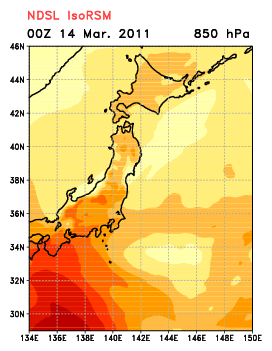 NDSL IsoRSM
00Z 14 Mar. 2011 850 hPa
46N
44N
42N
40N
38N
36N
34N
32N
30N
134E 136E 138E 140E 142E 144E 146E 148E 150E